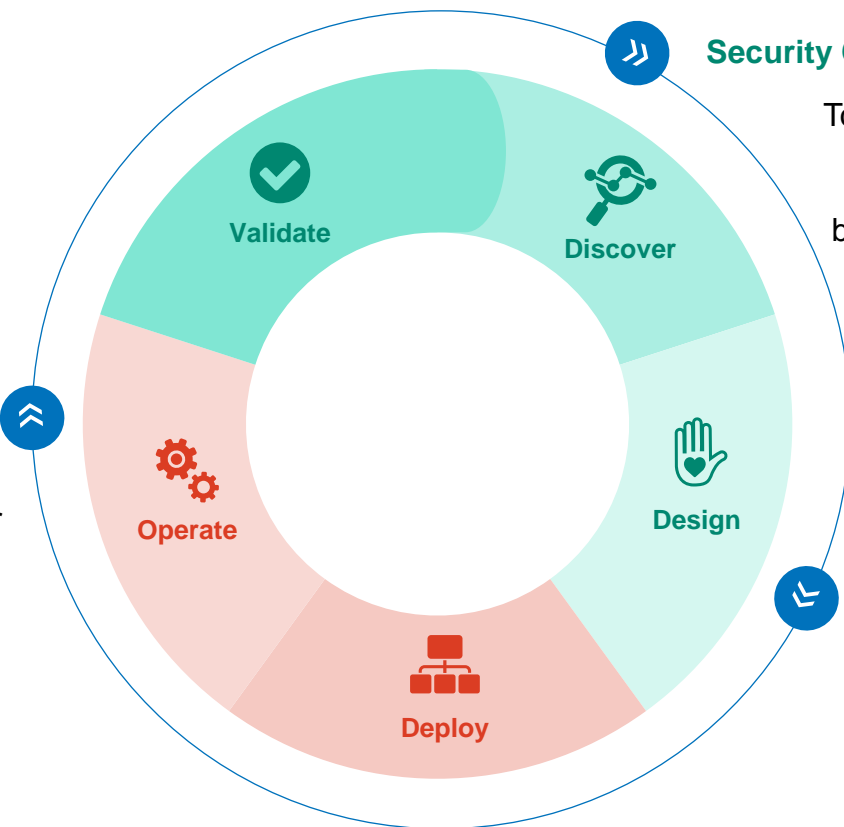 Security
Validate
Discover
Design
Operate
Deploy